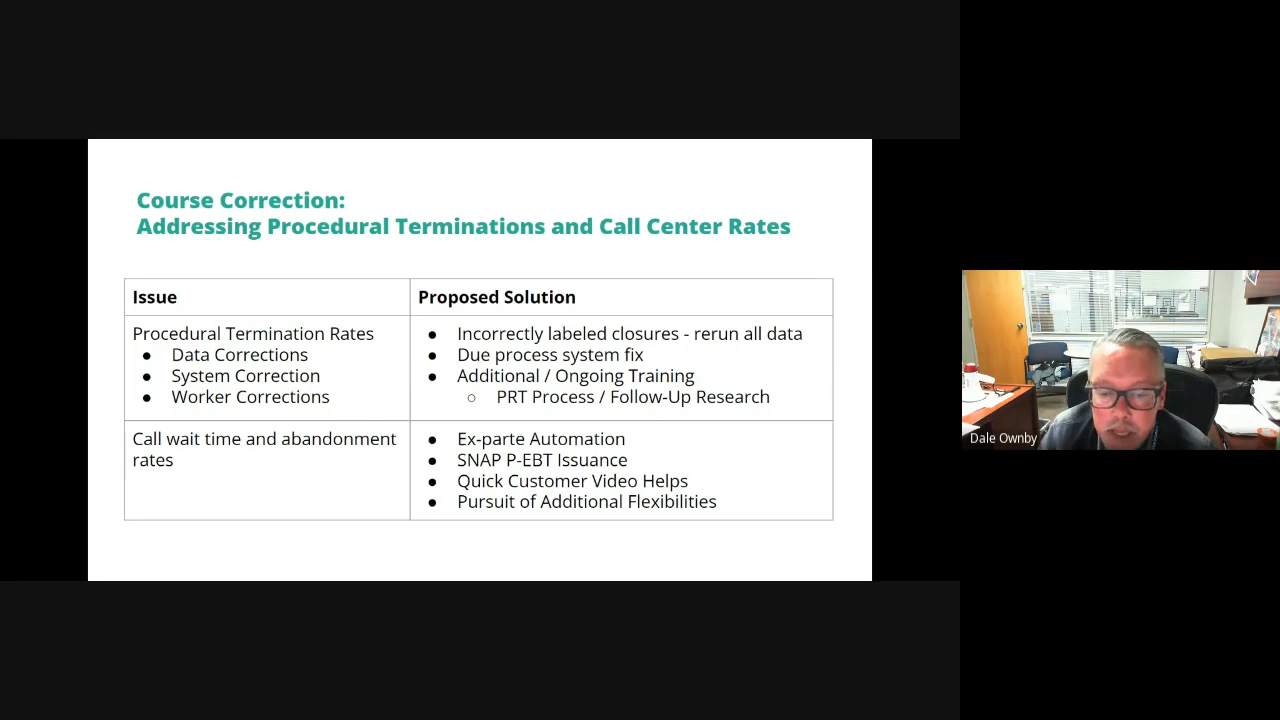 Course Correction:
Addressing Procedural Terminations and Call Center Rates
Issue
Proposed Solution
Procedural Termination Rates
● Data Corrections
● System Correction
● Worker Corrections
● Incorrectly labeled closures - rerun all data
● Due process system fix
● Additional / Ongoing Training
○ PRT Process / Follow-Up Research
Call wait time and abandonment
rates
● Ex-parte Automation
● SNAP P-EBT Issuance
● Quick Customer Video Helps
● Pursuit of Additional Flexibilities
Dale Ownby